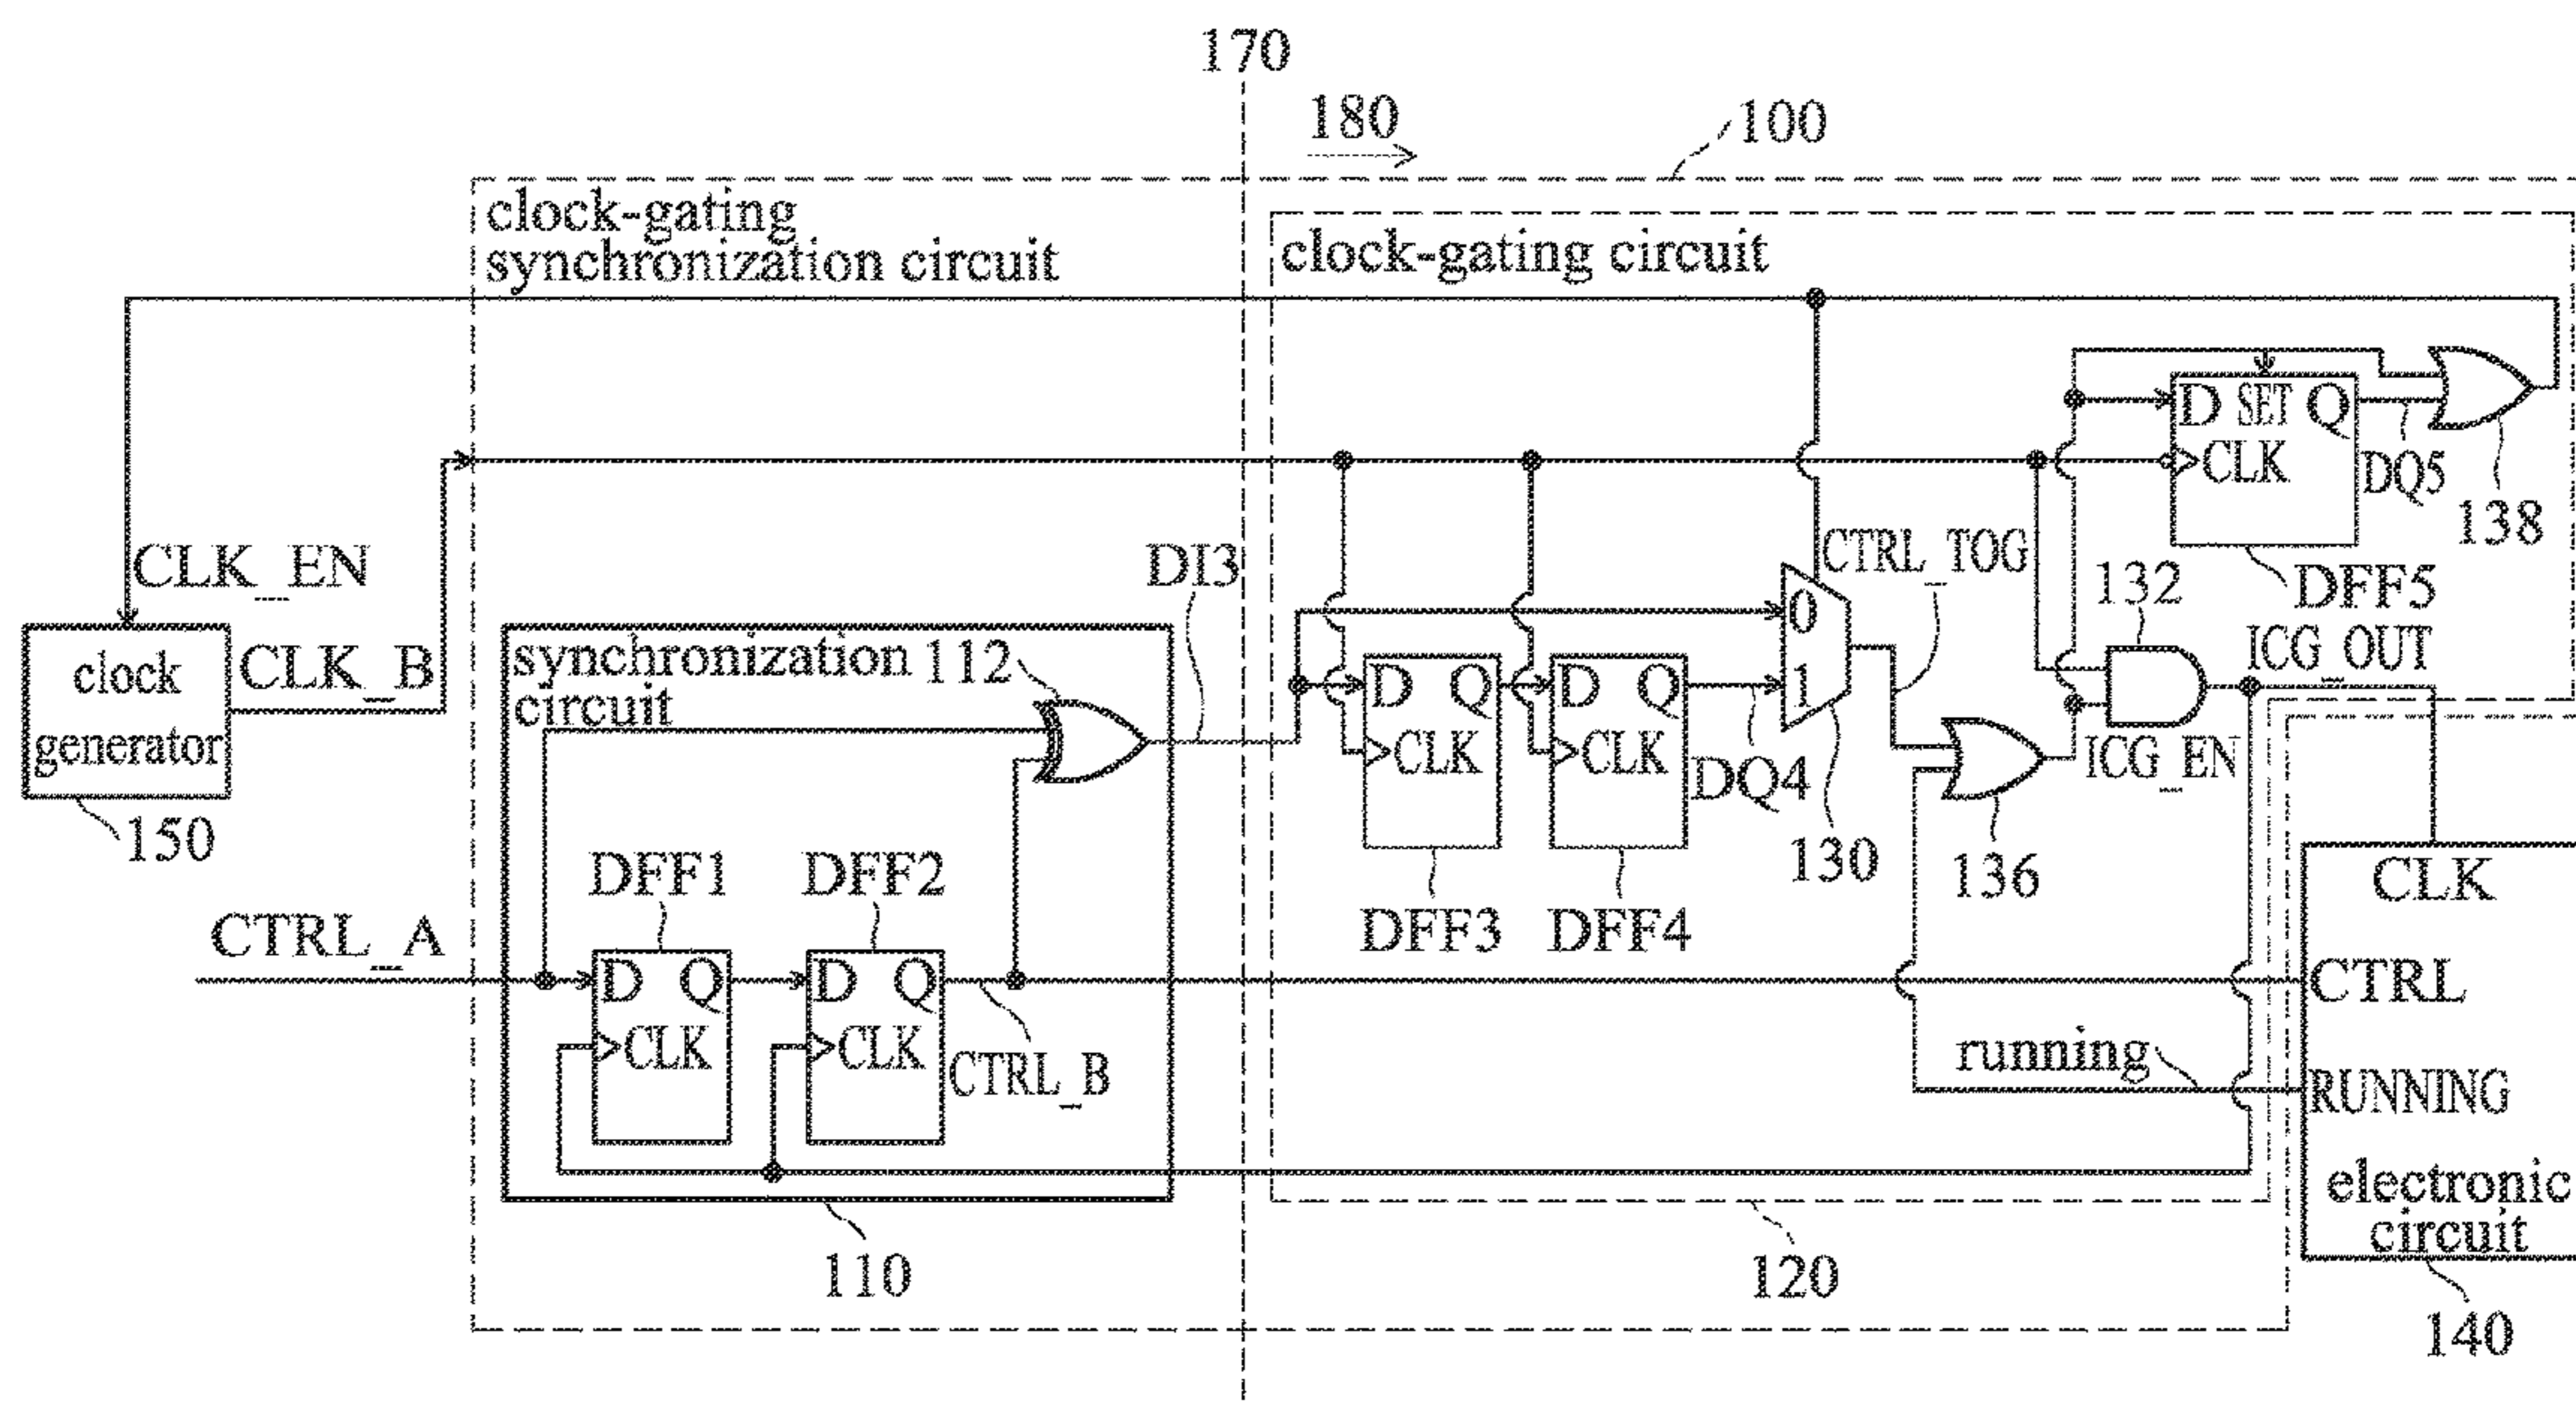 170
180
100
clock-gating
synchronization circuit
clock-gating circuit
D SET Q
CLK
DQ5
138
DFF5
CLK_EN
clock
generator
CLK_B
150
DI3
CTRL_TOG
132
ICG_OUT
synchronization
circuit
112
0
1
D Q
CLK
D Q
CLK
DQ4
130
136
ICG_EN
DFF3
DFF4
CTRL_A
DFF1
DFF2
D Q
CLK
D Q
CLK
CTRL_B
running
CLK
CTRL
RUNNING
electronic
circuit
110
120
140